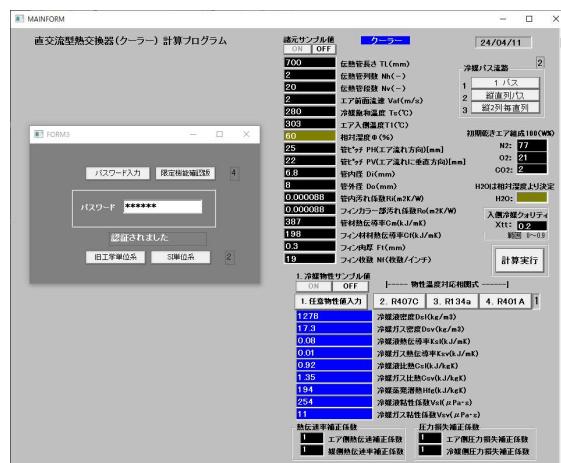 MAINFORM
直交流型熱交換器(クーラー) 計算プログラム
諸元サンプル値
ON OFF
クーラー
24/04/11
700 伝熱管長さ TL(mm)
2 伝熱管列数 Nh(-)
20 伝熱管段数 Nv(-)
2 エア前面流速 Vaf(m/s)
280 冷媒飽和温度 Ts(℃)
303 エア入側温度T1(℃)
60 相対湿度Φ(%)
25 管ピッチ PH(エア流れ方向)[mm]
22 管ピッチ PV(エア流れに垂直方向)[mm]
6.8 管内径 Di(mm)
8 管外径 Do(mm)
0.000088 管内汚れ係数Ri(m2K/W)
0.000088 フィンカラー部汚れ係数Ro(m2K/W)
387 管材熱伝導率Cm(kJ/mK)
198 フィン材材熱伝導率Cf(kJ/mK)
0.3 フィン肉厚 Ft(mm)
19 フィン枚数 Nf(枚数/インチ)
冷媒パス流路 2
1 1 パス
2 縦直列パス
3 縦2列毎直列
初期乾きエア組成100(W%)
N2: 77
O2: 21
CO2: 2
H2Oは相対湿度より決定
H2O:
入側冷媒クォリティ
Xtt: 0.2
範囲 0〜0.9
計算実行
FORM3
パスワード入力 限定機能確認版 4
パスワード ******
認証されました
旧工学単位系 SI単位系 2
1. 冷媒物性サンプル値
ON OFF
[----- 物性温度対応相関式 -----]
1. 任意物性値入力 2. R407C 3. R134a 4. R401A 1
1278 冷媒液密度Dsl(kg/m3)
17.3 冷媒ガス密度Dsv(kg/m3)
0.08 冷媒液熱伝導率Ksl(kJ/mK)
0.01 冷媒ガス熱伝導率Ksv(kJ/mK)
0.92 冷媒液比熱Csl(kJ/kgK)
1.35 冷媒ガス比熱Csv(kJ/kgK)
194 冷媒蒸発潜熱Hfg(kJ/kgK)
254 冷媒液粘性係数Vsl(μPa·s)
11 冷媒ガス粘性係数Vsv(μPa·s)
熱伝達率補正係数
1 エア側熱伝達補正係数
1 媒側熱伝達率補正係数
圧力損失補正係数
1 エア側圧力損失補正係数
1 冷媒側圧力損失補正係数